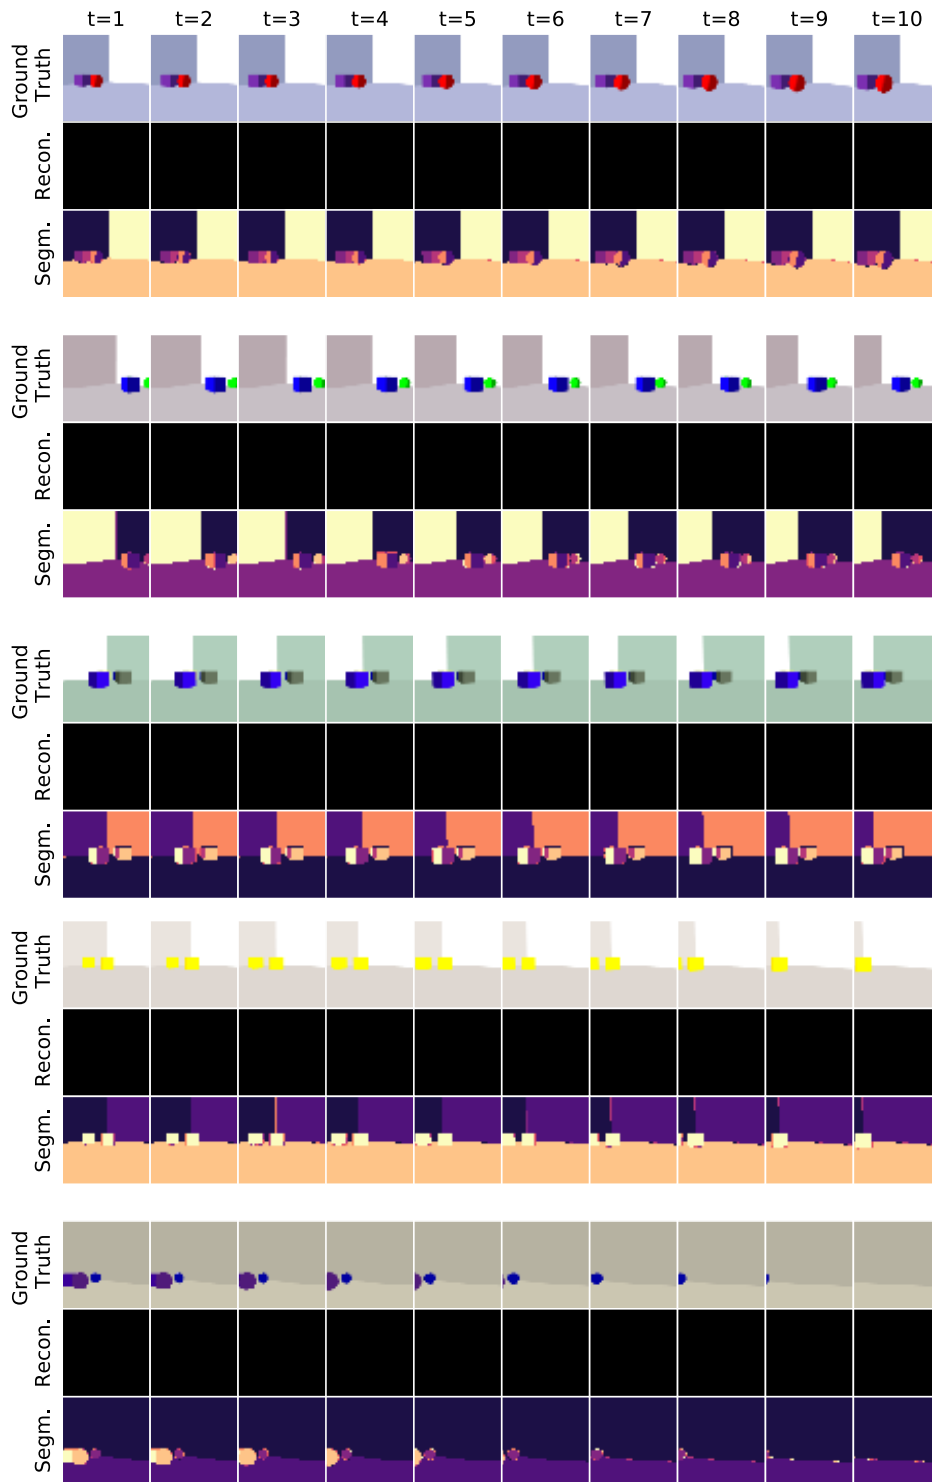 t=1 t=2 t=3 t=4 t=5 t=6 t=7 t=8 t=9 t=10
Ground
Truth
Recon.
Segm.
Ground
Truth
Recon.
Segm.
Ground
Truth
Recon.
Segm.
Ground
Truth
Recon.
Segm.
Ground
Truth
Recon.
Segm.